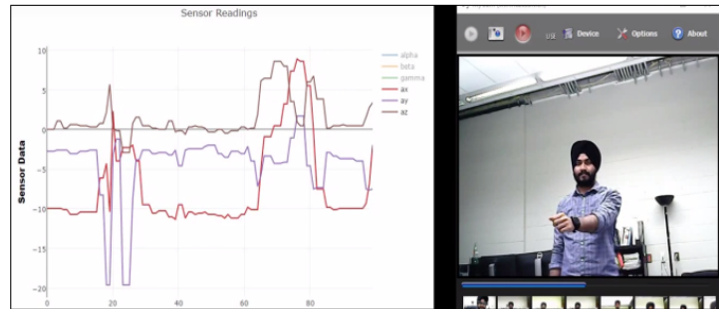 Sensor Readings
10
5
0
−5
−10
−15
−20
0
20
40
60
80
Sensor Data
alpha
beta
gamma
ax
ay
az
Device
Options
About